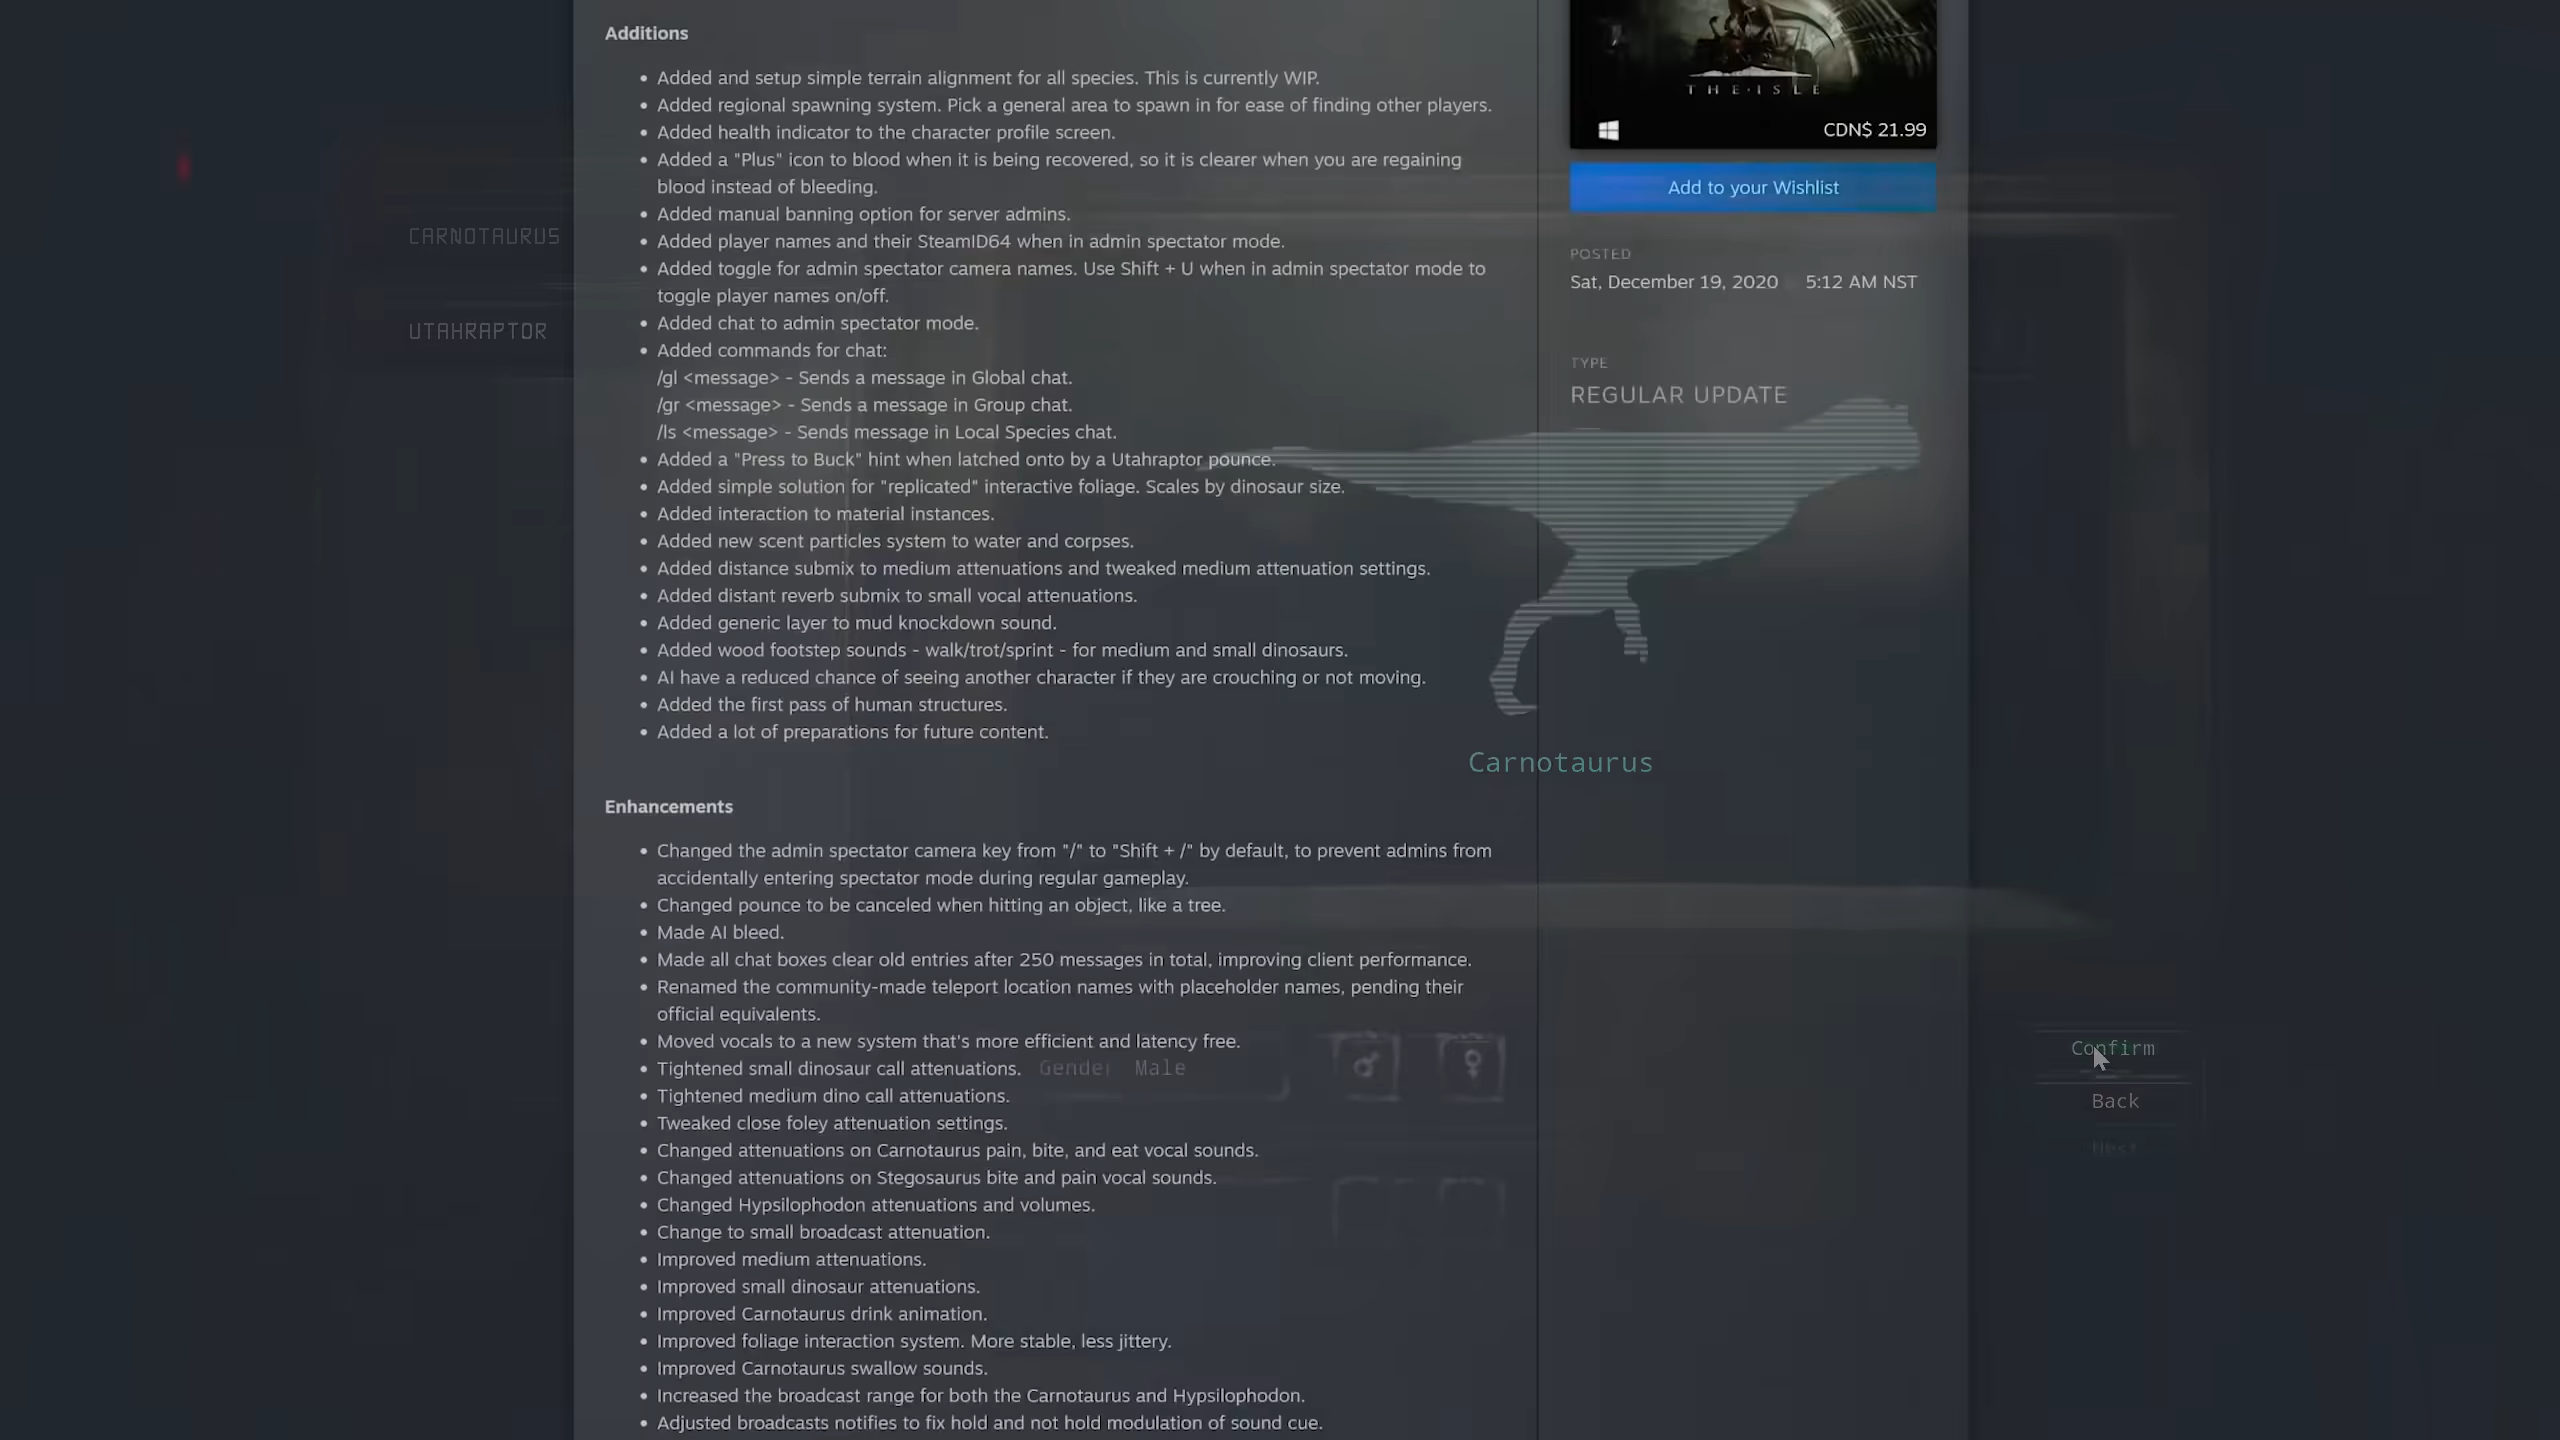 Additions
Added and setup simple terrain alignment for all species. This is currently WIP.
Added regional spawning system. Pick a general area to spawn in for ease of finding other players.
Added health indicator to the character profile screen.
Added a "Plus" icon to blood when it is being recovered, so it is clearer when you are regaining
blood instead of bleeding.
Added manual banning option for server admins.
Added player names and their SteamID64 when in admin spectator mode.
Added toggle for admin spectator camera names. Use Shift + U when in admin spectator mode to
toggle player names on/off.
Added chat to admin spectator mode.
Added commands for chat:
/gl <message> - Sends a message in Global chat.
/gr <message> - Sends a message in Group chat.
/ls <message> - Sends message in Local Species chat.
Added a "Press to Buck" hint when latched onto by a Utahraptor pounce.
Added simple solution for "replicated" interactive foliage. Scales by dinosaur size.
Added interaction to material instances.
Added new scent particles system to water and corpses.
Added distance submix to medium attenuations and tweaked medium attenuation settings.
Added distant reverb submix to small vocal attenuations.
Added generic layer to mud knockdown sound.
Added wood footstep sounds - walk/trot/sprint - for medium and small dinosaurs.
AI have a reduced chance of seeing another character if they are crouching or not moving.
Added the first pass of human structures.
Added a lot of preparations for future content.
Enhancements
Changed the admin spectator camera key from "/" to "Shift + /" by default, to prevent admins from
accidentally entering spectator mode during regular gameplay.
Changed pounce to be canceled when hitting an object, like a tree.
Made AI bleed.
Made all chat boxes clear old entries after 250 messages in total, improving client performance.
Renamed the community-made teleport location names with placeholder names, pending their
official equivalents.
Moved vocals to a new system that's more efficient and latency free.
Tightened small dinosaur call attenuations.
Tightened medium dino call attenuations.
Tweaked close foley attenuation settings.
Changed attenuations on Carnotaurus pain, bite, and eat vocal sounds.
Changed attenuations on Stegosaurus bite and pain vocal sounds.
Changed Hypsilophodon attenuations and volumes.
Change to small broadcast attenuation.
Improved medium attenuations.
Improved small dinosaur attenuations.
Improved Carnotaurus drink animation.
Improved foliage interaction system. More stable, less jittery.
Improved Carnotaurus swallow sounds.
Increased the broadcast range for both the Carnotaurus and Hypsilophodon.
Adjusted broadcasts notifies to fix hold and not hold modulation of sound cue.
THE·ISLE
CDN$ 21.99
Add to your Wishlist
POSTED
Sat, December 19, 2020 5:12 AM NST
TYPE
REGULAR UPDATE
CARNOTAURUS
UTAHRAPTOR
Carnotaurus
Gender Male
Confirm
Back
Nest